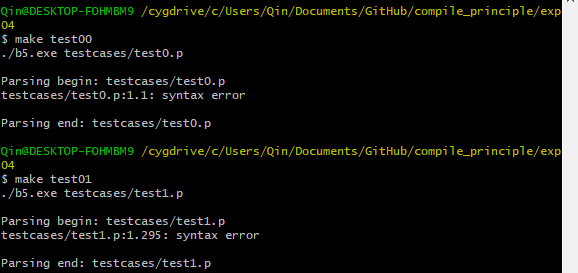 Qin@DESKTOP-FOHMBM9 /cygdrive/c/Users/Qin/Documents/GitHub/compile_principle/exp
04
$ make test00
./b5.exe testcases/test0.p
Parsing begin: testcases/test0.p
testcases/test0.p:1.1: syntax error
Parsing end: testcases/test0.p
Qin@DESKTOP-FOHMBM9 /cygdrive/c/Users/Qin/Documents/GitHub/compile_principle/exp
04
$ make test01
./b5.exe testcases/test1.p
Parsing begin: testcases/test1.p
testcases/test1.p:1.295: syntax error
Parsing end: testcases/test1.p